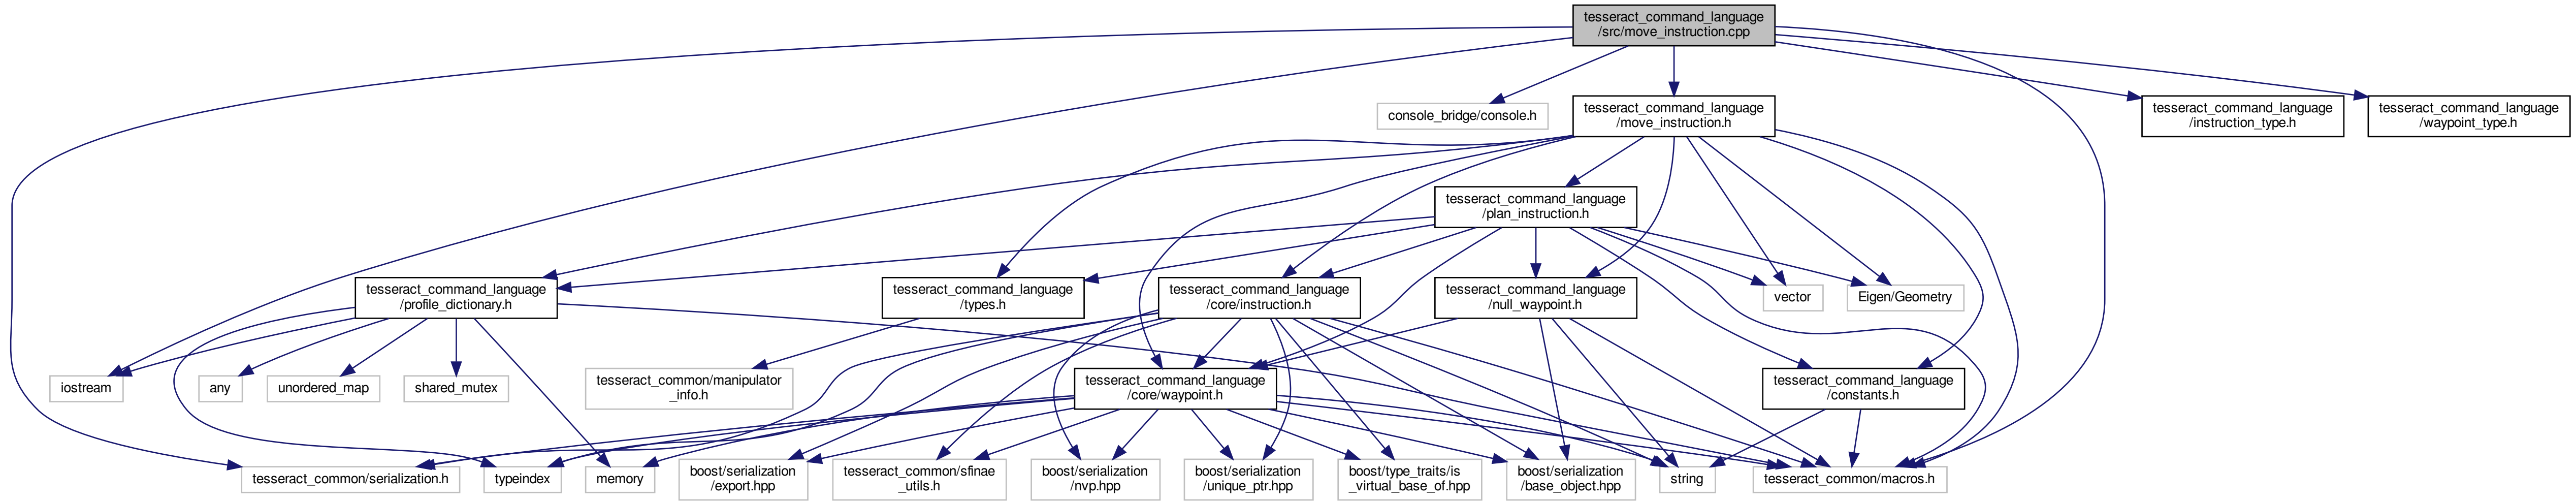 tesseract_command_language
/src/move_instruction.cpp
console_bridge/console.h
tesseract_command_language
/move_instruction.h
tesseract_command_language
/instruction_type.h
tesseract_command_language
/waypoint_type.h
tesseract_command_language
/plan_instruction.h
tesseract_command_language
/profile_dictionary.h
tesseract_command_language
/types.h
tesseract_command_language
/core/instruction.h
tesseract_command_language
/null_waypoint.h
vector
Eigen/Geometry
iostream
any
unordered_map
shared_mutex
tesseract_common/manipulator
_info.h
tesseract_command_language
/core/waypoint.h
tesseract_command_language
/constants.h
tesseract_common/serialization.h
typeindex
memory
boost/serialization
/export.hpp
tesseract_common/sfinae
_utils.h
boost/serialization
/nvp.hpp
boost/serialization
/unique_ptr.hpp
boost/type_traits/is
_virtual_base_of.hpp
boost/serialization
/base_object.hpp
string
tesseract_common/macros.h